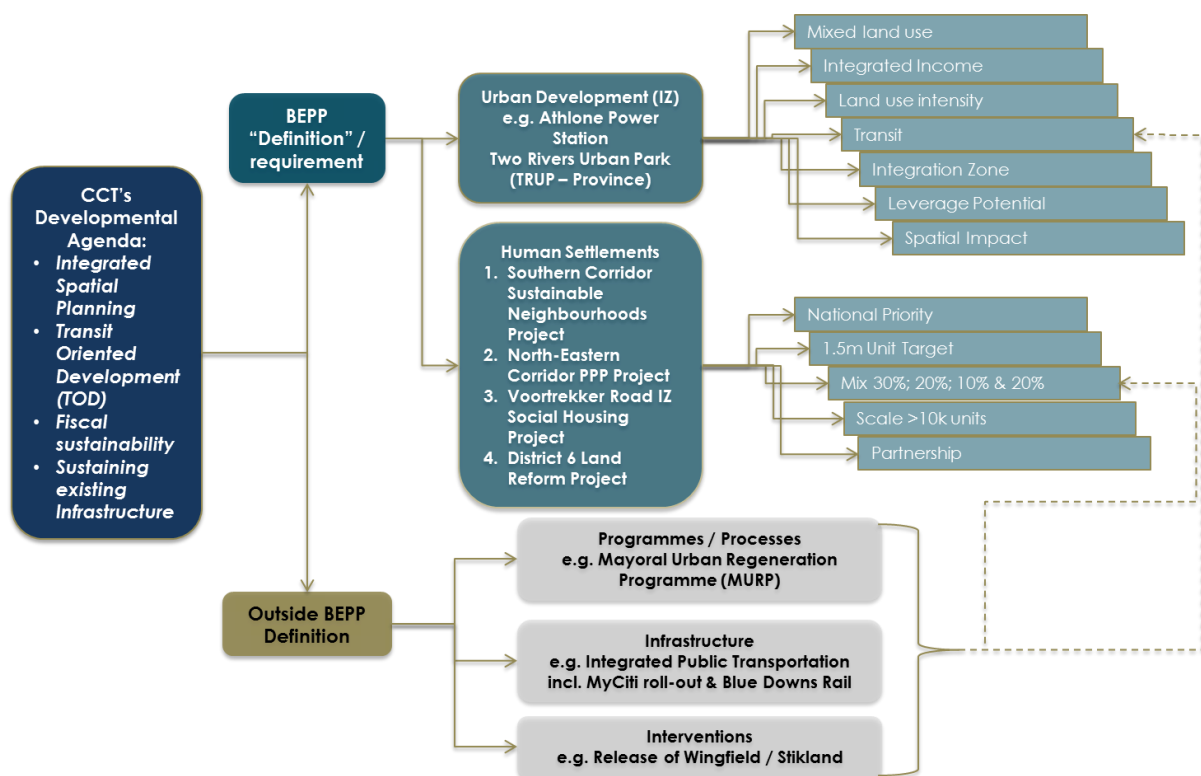 CCT's
Developmental
Agenda:
• Integrated
Spatial
Planning
• Transit
Oriented
Development
(TOD)
• Fiscal
sustainability
• Sustaining
existing
Infrastructure
BEPP
“Definition” /
requirement
Outside BEPP
Definition
Urban Development (IZ)
e.g. Athlone Power
Station
Two Rivers Urban Park
(TRUP – Province)
Human Settlements
1. Southern Corridor
Sustainable
Neighbourhoods
Project
2. North-Eastern
Corridor PPP Project
3. Voortrekker Road IZ
Social Housing
Project
4. District 6 Land
Reform Project
Programmes / Processes
e.g. Mayoral Urban Regeneration
Programme (MURP)
Infrastructure
e.g. Integrated Public Transportation
incl. MyCiti roll-out & Blue Downs Rail
Interventions
e.g. Release of Wingfield / Stikland
Mixed land use
Integrated Income
Land use intensity
Transit
Integration Zone
Leverage Potential
Spatial Impact
National Priority
1.5m Unit Target
Mix 30%; 20%; 10% & 20%
Scale >10k units
Partnership